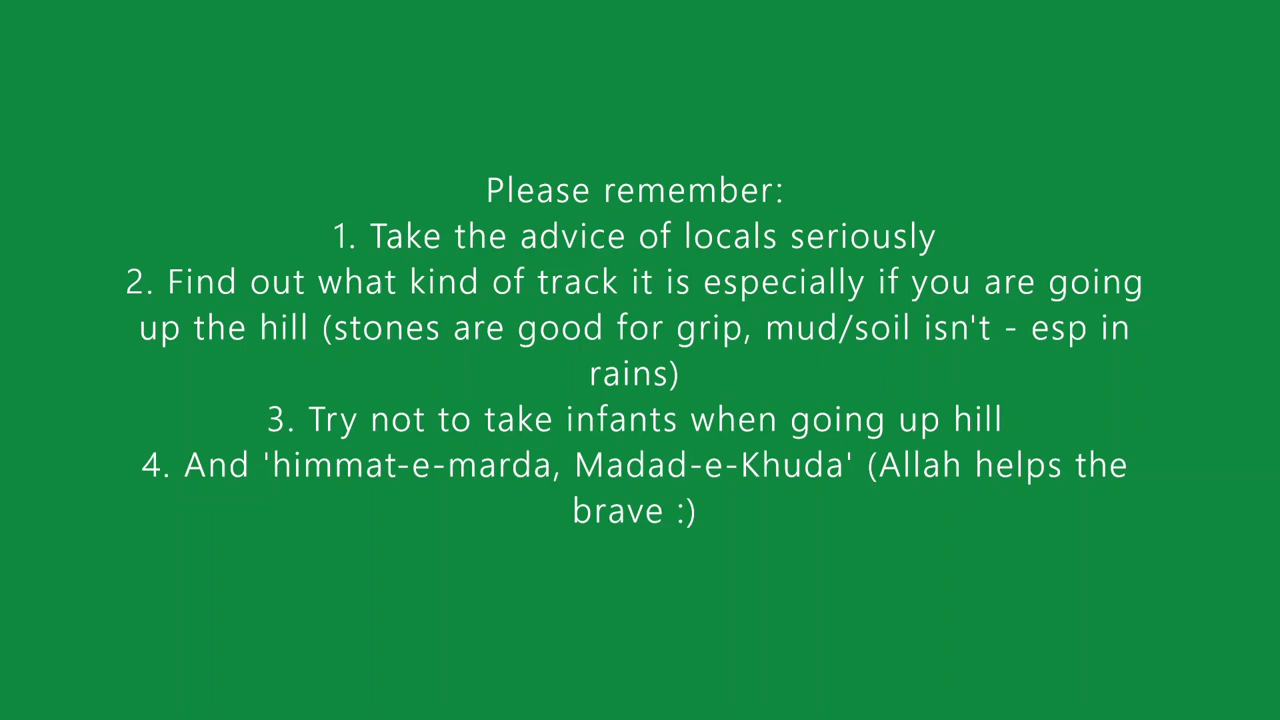 Please remember:
1. Take the advice of locals seriously
2. Find out what kind of track it is especially if you are going
up the hill (stones are good for grip, mud/soil isn't - esp in
rains)
3. Try not to take infants when going up hill
4. And 'himmat-e-marda, Madad-e-Khuda' (Allah helps the
brave :)